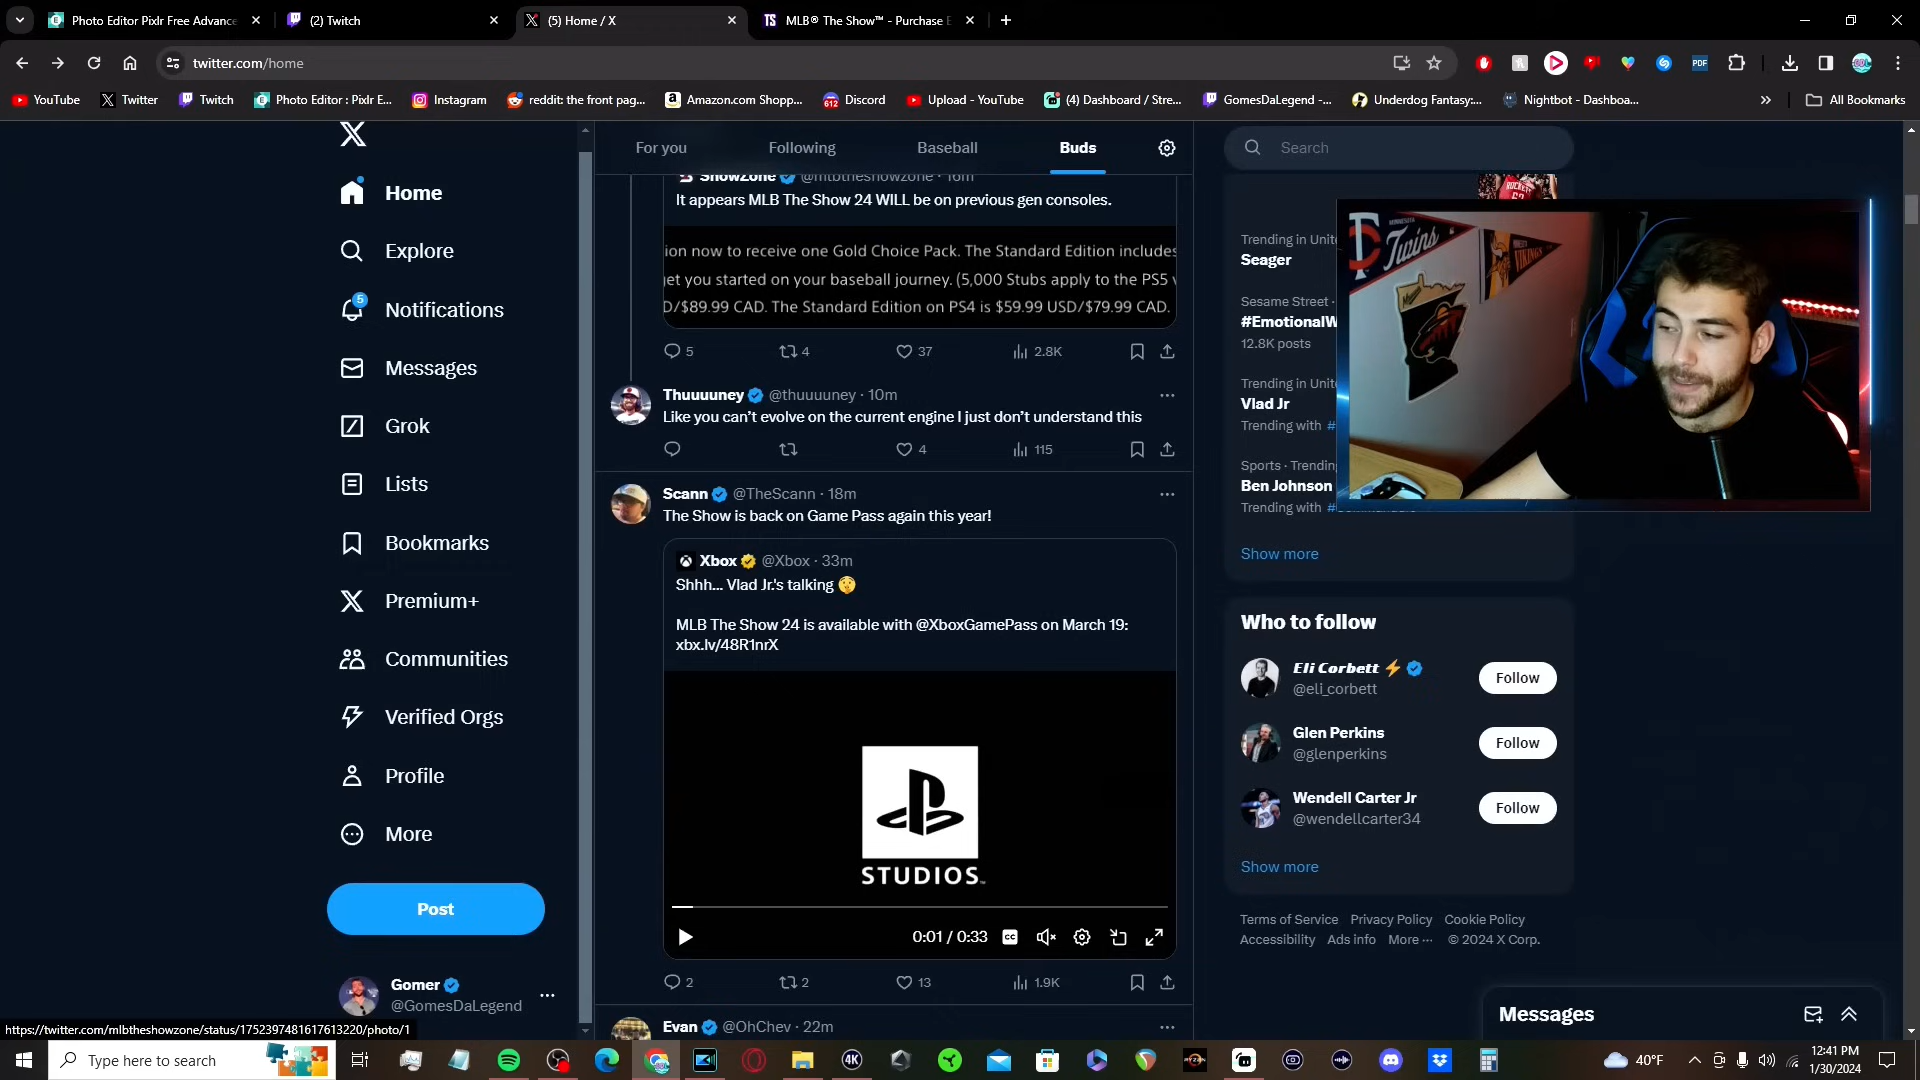 Photo Editor Pixlr Free Advance
(2) Twitch
(5) Home / X
MLB® The Show™ - Purchase E
twitter.com/home
YouTube
Twitter
Twitch
Photo Editor : Pixlr E...
Instagram
reddit: the front pag...
Amazon.com Shopp...
Discord
Upload - YouTube
(4) Dashboard / Stre...
GomesDaLegend -...
Underdog Fantasy:...
Nightbot - Dashboa...
All Bookmarks
Home
Explore
5
Notifications
Messages
Grok
Lists
Bookmarks
Premium+
Communities
Verified Orgs
Profile
More
Post
Gomer
@GomesDaLegend
https://twitter.com/mlbtheshowzone/status/1752397481617613220/photo/1
For you
Following
Baseball
Buds
ShowZone @mlbtheshowzone · 16m
It appears MLB The Show 24 WILL be on previous gen consoles.
ion now to receive one Gold Choice Pack. The Standard Edition includes
get you started on your baseball journey. (5,000 Stubs apply to the PS5 v
D/$89.99 CAD. The Standard Edition on PS4 is $59.99 USD/$79.99 CAD.
5 4 37 2.8K
Thuuuuney @thuuuuney · 10m
Like you can’t evolve on the current engine I just don’t understand this
4 115
Scann @TheScann · 18m
The Show is back on Game Pass again this year!
Xbox @Xbox · 33m
Shhh... Vlad Jr.'s talking 🤫
MLB The Show 24 is available with @XboxGamePass on March 19:
xbx.lv/48R1nrX
STUDIOS™
0:01 / 0:33
CC
2 2 13 1.9K
Evan @OhChev · 22m
Search
ROCKETS
Trending in Unit
Seager
Sesame Street ·
#EmotionalW
12.8K posts
Trending in Unit
Vlad Jr
Trending with #
Sports · Trending
Ben Johnson
Trending with
Show more
MINNESOTA
Twins
VIKINGS
Who to follow
Eli Corbett ⚡
@eli_corbett
Follow
Glen Perkins
@glenperkins
Follow
Wendell Carter Jr
@wendellcarter34
Follow
Show more
Terms of Service Privacy Policy Cookie Policy
Accessibility Ads info More ··· © 2024 X Corp.
Messages
Type here to search
40°F
12:41 PM
1/30/2024